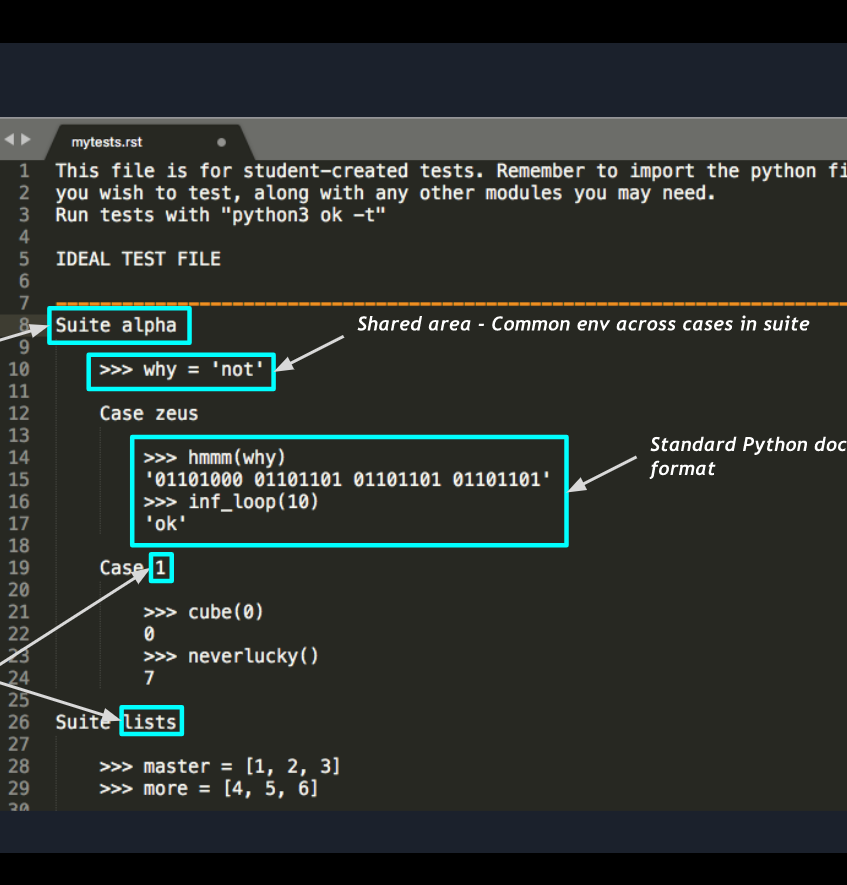 mytests.rst
1 This file is for student-created tests. Remember to import the python
2 you wish to test, along with any other modules you may need.
3 Run tests with "python3 ok -t"
4
5 IDEAL TEST FILE
6
7
8 Suite alpha
Shared area - Common env across cases in suite
9
10 >>> why = 'not'
11
12 Case zeus
13
14 >>> hmmm(why)
Standard Python doc
format
15 '01101000 01101101 01101101 01101101'
16 >>> inf_loop(10)
17 'ok'
18
19 Case 1
20
21 >>> cube(0)
22 0
23 >>> neverlucky()
24 7
25
26 Suite lists
27
28 >>> master = [1, 2, 3]
29 >>> more = [4, 5, 6]
30